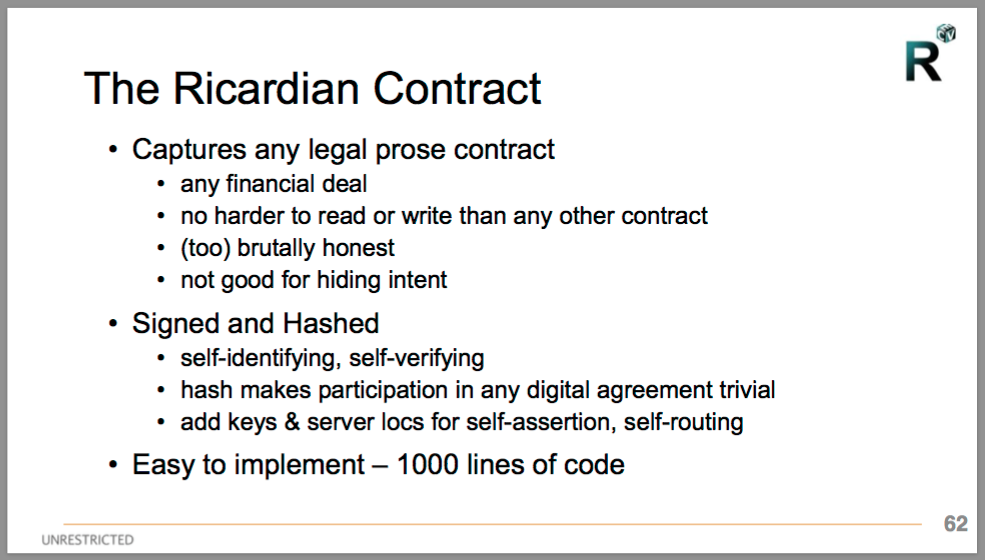 R
CTV
The Ricardian Contract
• Captures any legal prose contract
• any financial deal
• no harder to read or write than any other contract
• (too) brutally honest
• not good for hiding intent
• Signed and Hashed
• self-identifying, self-verifying
• hash makes participation in any digital agreement trivial
• add keys & server locs for self-assertion, self-routing
• Easy to implement – 1000 lines of code
62
UNRESTRICTED